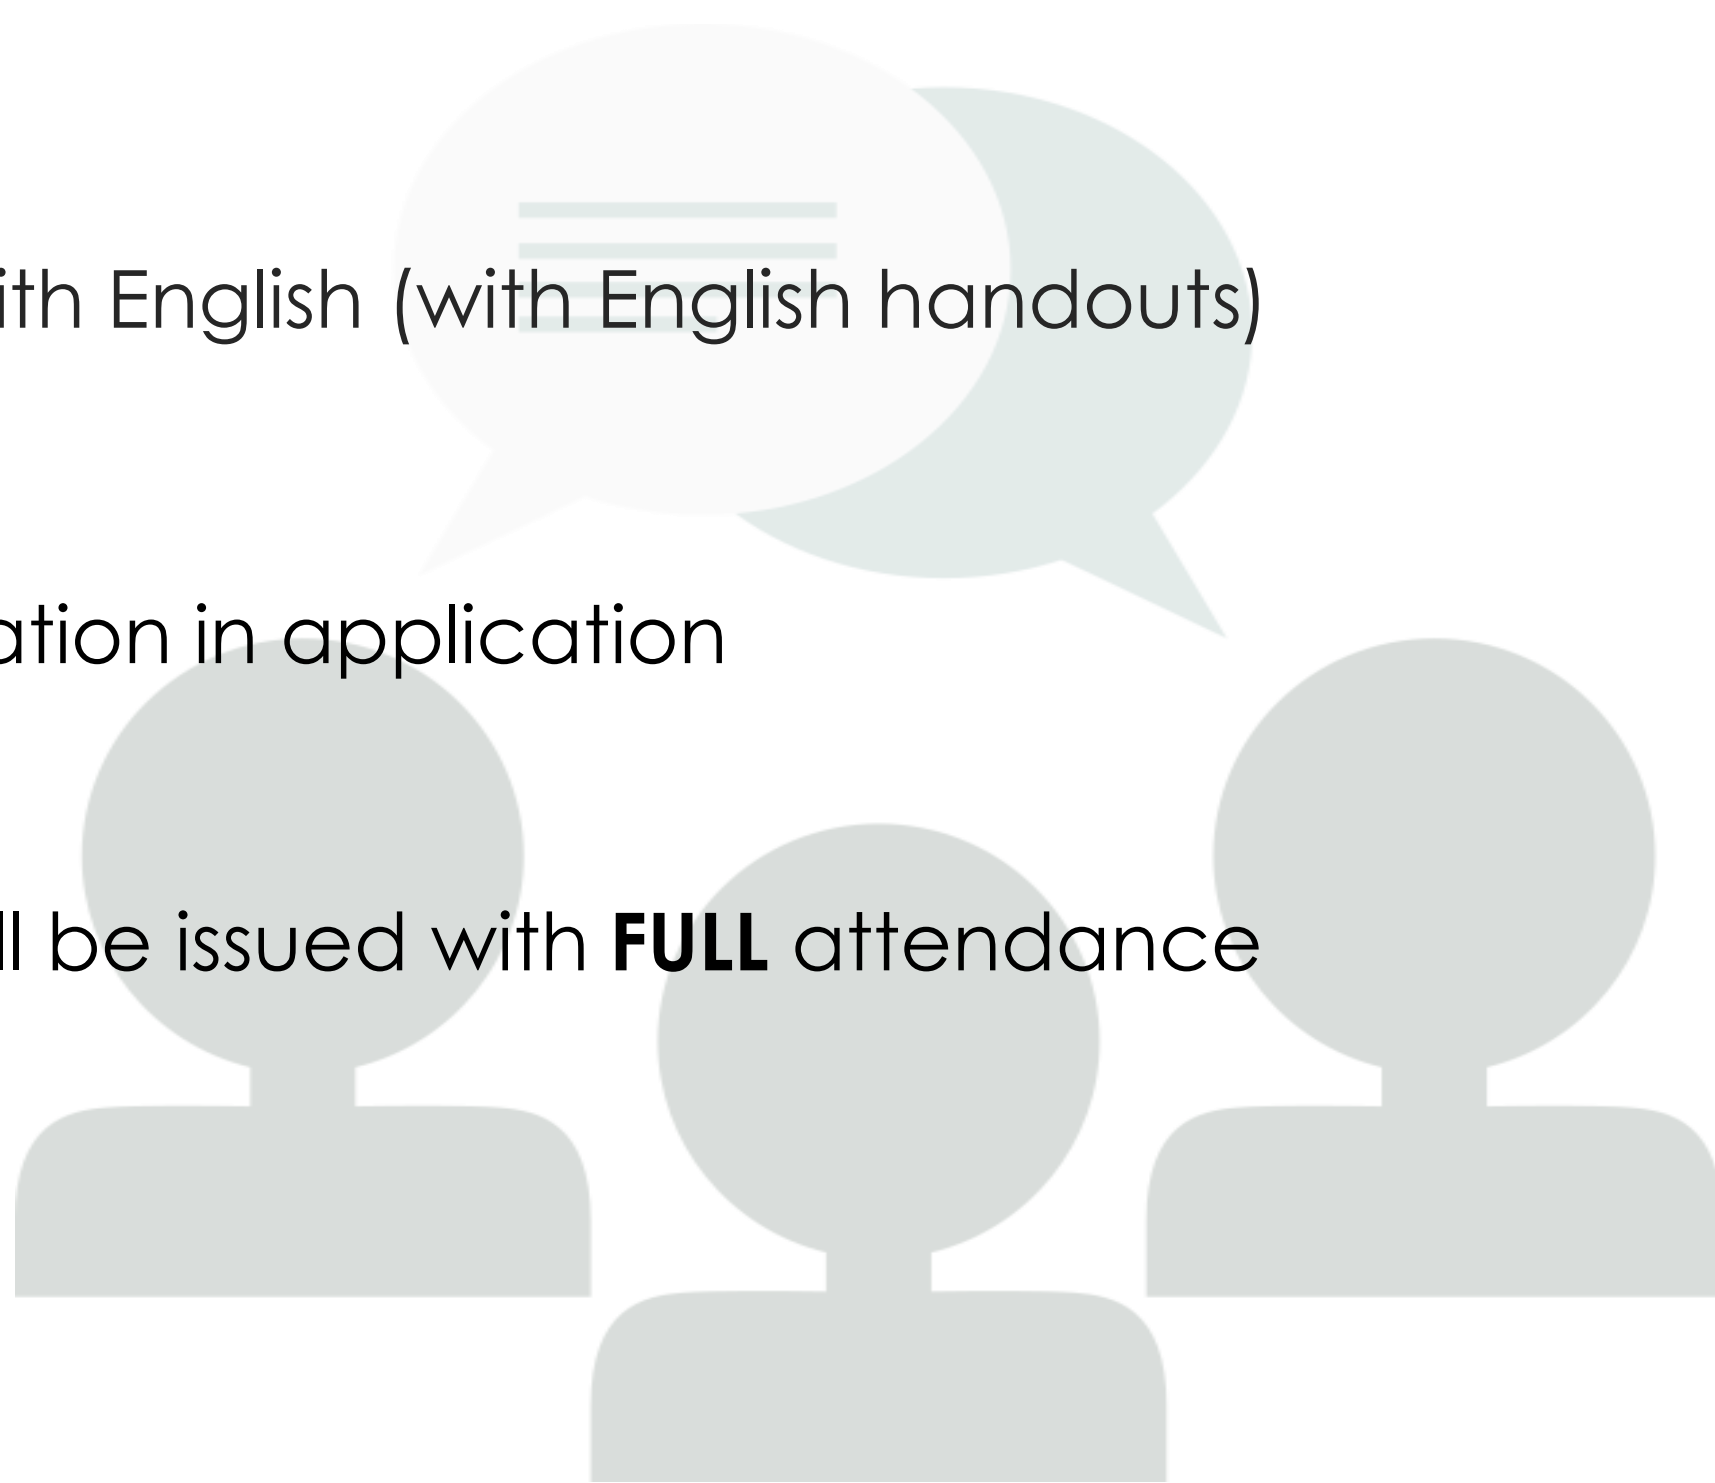 ith English (with English handouts)
ation in application
ll be issued with FULL attendance